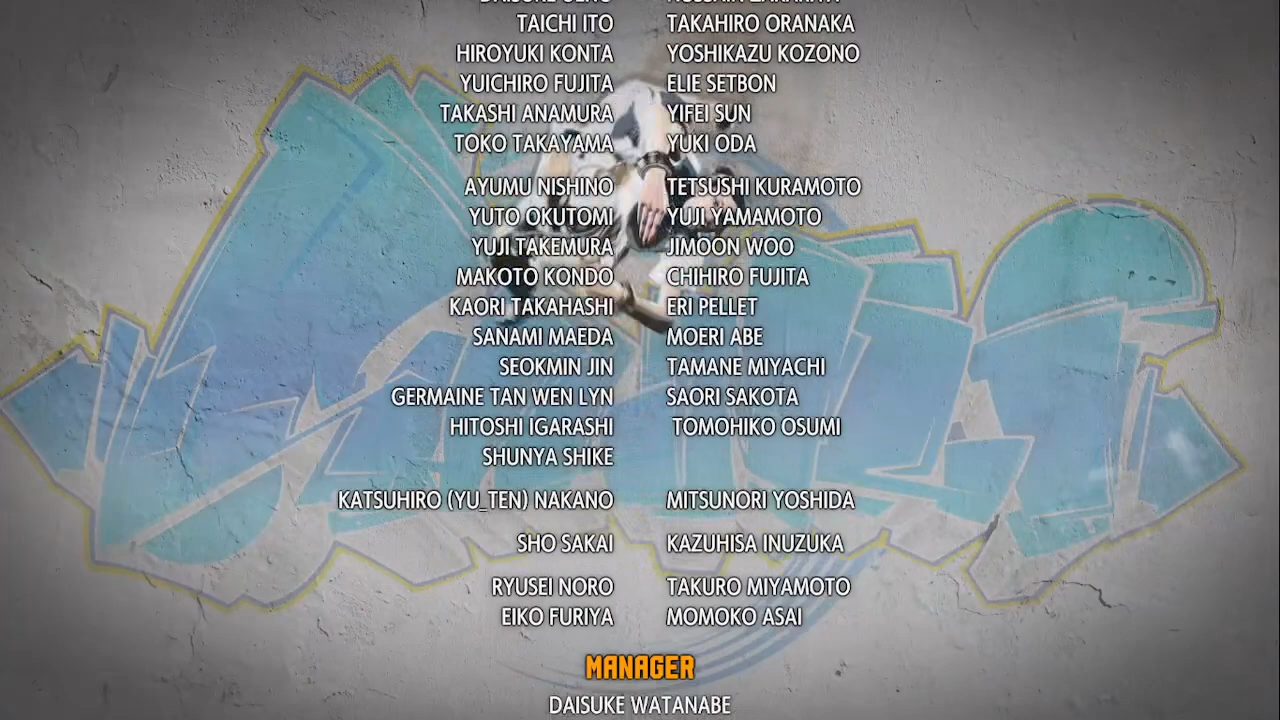 TAICHI ITO TAKAHIRO ORANAKA
HIROYUKI KONTA YOSHIKAZU KOZONO
YUICHIRO FUJITA ELIE SETBON
TAKASHI ANAMURA YIFEI SUN
TOKO TAKAYAMA YUKI ODA
AYUMU NISHINO TETSUSHI KURAMOTO
YUTO OKUTOMI YUJI YAMAMOTO
YUJI TAKEMURA JIMOON WOO
MAKOTO KONDO CHIHIRO FUJITA
KAORI TAKAHASHI ERI PELLET
SANAMI MAEDA MOERI ABE
SEOKMIN JIN TAMANE MIYACHI
GERMAINE TAN WEN LYN SAORI SAKOTA
HITOSHI IGARASHI TOMOHIKO OSUMI
SHUNYA SHIKE
KATSUHIRO (YU_TEN) NAKANO MITSUNORI YOSHIDA
SHO SAKAI KAZUHISA INUZUKA
RYUSEI NORO TAKURO MIYAMOTO
EIKO FURIYA MOMOKO ASAI
MANAGER
DAISUKE WATANABE